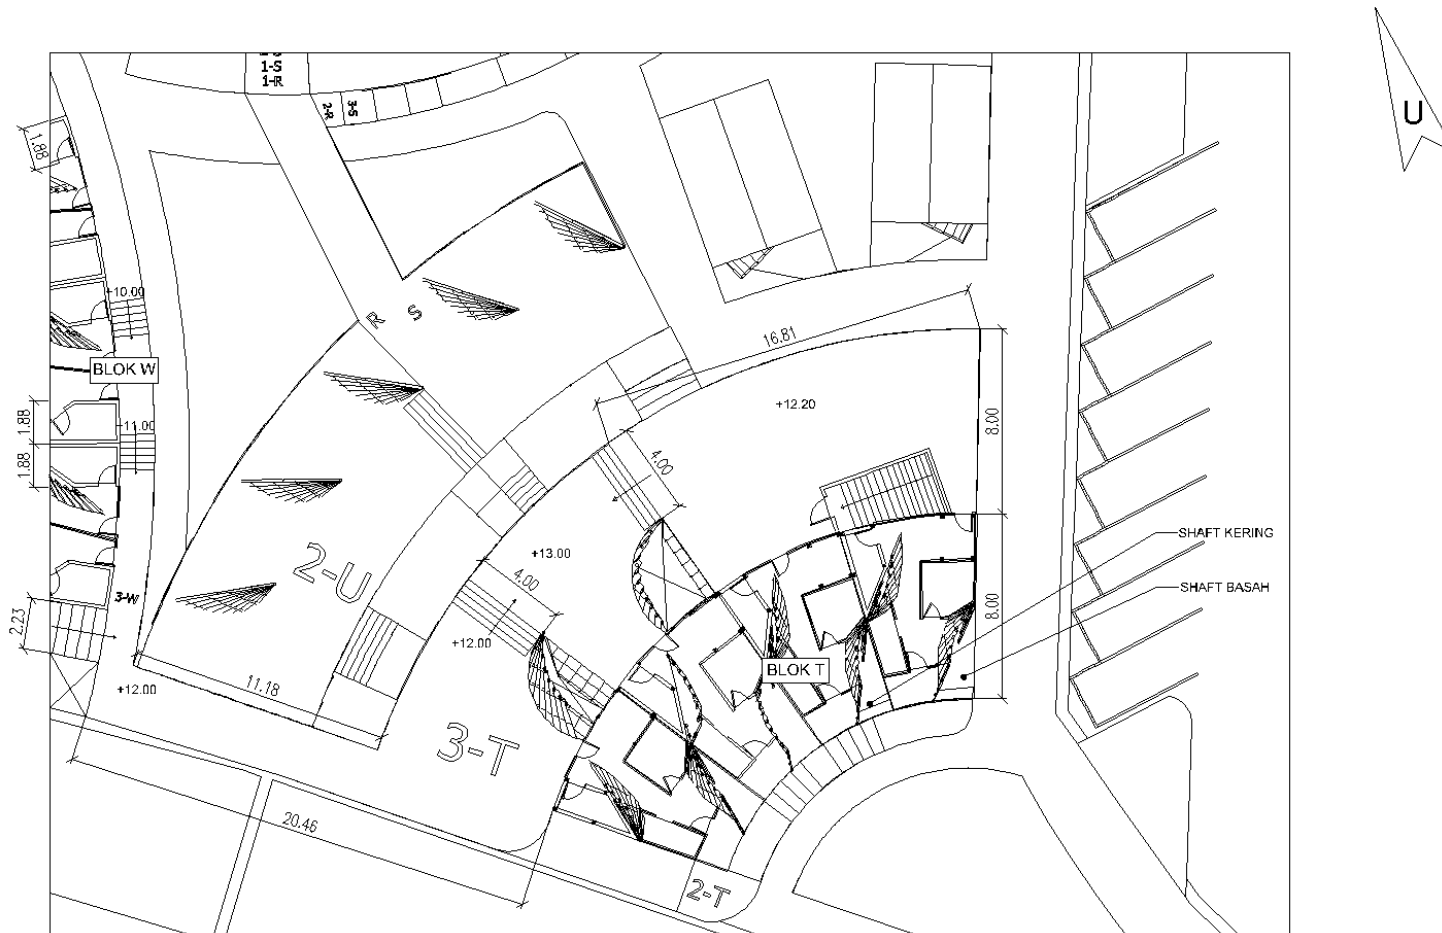 1-S
1-R
2-R
3-S
U
1.88
+10.00
R S
16.81
BLOK W
+12.20
1.88
+11.00
8.00
4.00
1.88
SHAFT KERING
+13.00
2-U
4.00
SHAFT BASAH
3-W
8.00
2.23
+12.00
BLOK T
11.18
+12.00
3-T
20.46
2-T